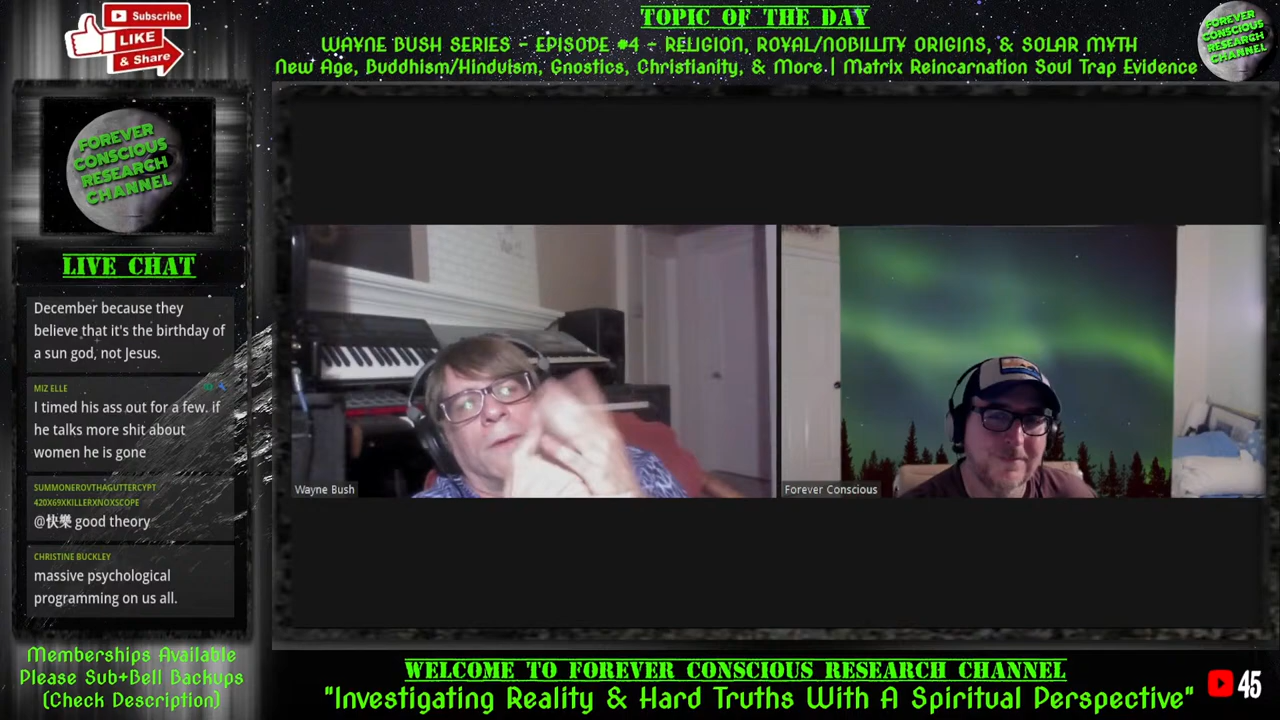 Subscribe
LIKE
& Share
TOPIC OF THE DAY
WAYNE BUSH SERIES - EPISODE #4 - RELIGION, ROYAL/NOBILLITY ORIGINS, & SOLAR MYTH
New Age, Buddhism/Hinduism, Gnostics, Christianity, & More | Matrix Reincarnation Soul Trap Evidence
FOREVER
CONSCIOUS
RESEARCH
CHANNEL
FOREVER
CONSCIOUS
RESEARCH
CHANNEL
LIVE CHAT
December because they
believe that it's the birthday of
a sun god, not Jesus.
MIZ ELLE
I timed his ass out for a few. if
he talks more shit about
women he is gone
SUMMONEROVTHAGUTTERCYPT
420X69XKILLERXNOXSCOPE
@快樂 good theory
CHRISTINE BUCKLEY
massive psychological
programming on us all.
Wayne Bush
Forever Conscious
Memberships Available
Please Sub+Bell Backups
(Check Description)
WELCOME TO FOREVER CONSCIOUS RESEARCH CHANNEL
"Investigating Reality & Hard Truths With A Spiritual Perspective"
45